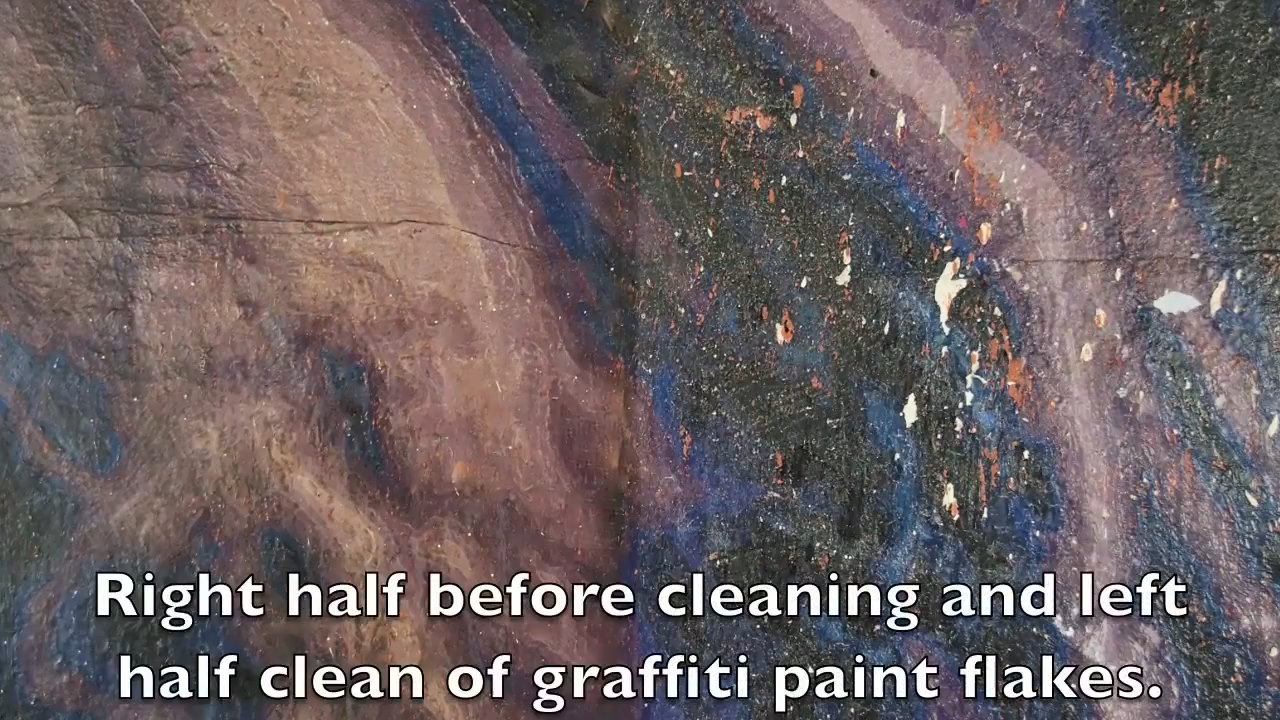 Right half before cleaning and left
half clean of graffiti paint flakes.